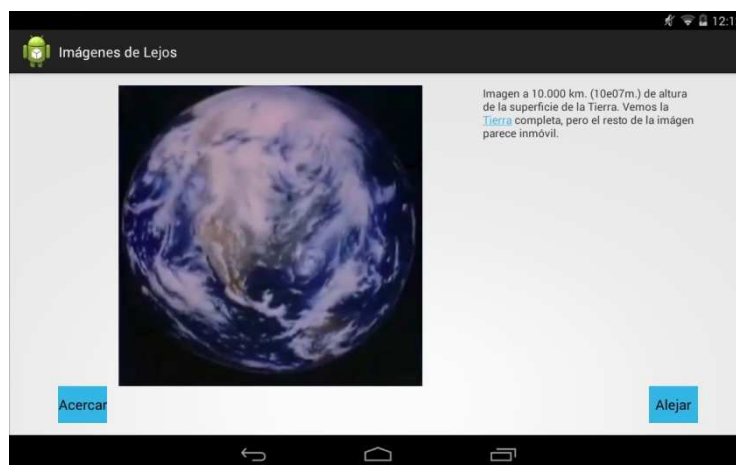 12:1
Imágenes de Lejos
Imagen a 10.000 km. (10e07m.) de altura
de la superficie de la Tierra. Vemos la
Tierra completa, pero el resto de la imágen
parece inmóvil.
Acercar
Alejar